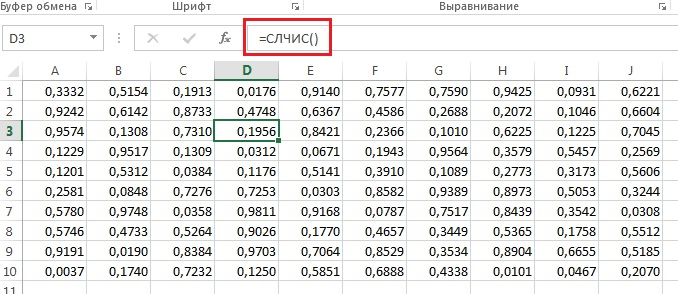 Буфер обмена Шрифт Выравнивание
D3 fx =СЛЧИС()
A B C D E F G H I J
1 0,3332 0,5154 0,1913 0,0176 0,9140 0,7577 0,7590 0,9425 0,0931 0,6221
2 0,9242 0,6142 0,8733 0,4748 0,6367 0,4586 0,2688 0,2072 0,1046 0,6604
3 0,9574 0,1308 0,7310 0,1956 0,8421 0,2366 0,1010 0,6225 0,1225 0,7045
4 0,1229 0,9517 0,1309 0,0312 0,0671 0,1943 0,9564 0,3579 0,5457 0,2569
5 0,1201 0,5312 0,0384 0,1176 0,5141 0,3910 0,1089 0,2773 0,3173 0,5606
6 0,2581 0,0848 0,7276 0,7253 0,0303 0,8582 0,9389 0,8973 0,5053 0,3244
7 0,5780 0,9748 0,0358 0,9811 0,9168 0,0787 0,7517 0,8439 0,3542 0,0308
8 0,5746 0,4733 0,5264 0,9026 0,1770 0,4657 0,3449 0,5365 0,1758 0,5512
9 0,9191 0,0190 0,8384 0,9703 0,7064 0,8529 0,3534 0,8904 0,6655 0,5185
10 0,0037 0,1740 0,7232 0,1250 0,5851 0,6888 0,4338 0,0101 0,0467 0,2070
11